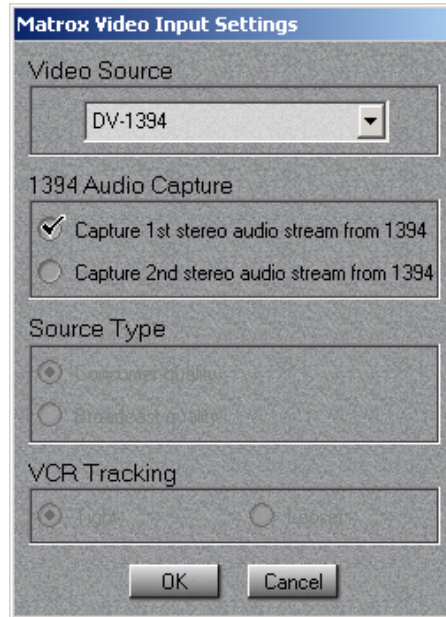 Matrox Video Input Settings
Video Source
DV-1394
1394 Audio Capture
Capture 1st stereo audio stream from 1394
Capture 2nd stereo audio stream from 1394
Source Type
Consumer quality
Broadcast quality
VCR Tracking
Tight
OK Cancel